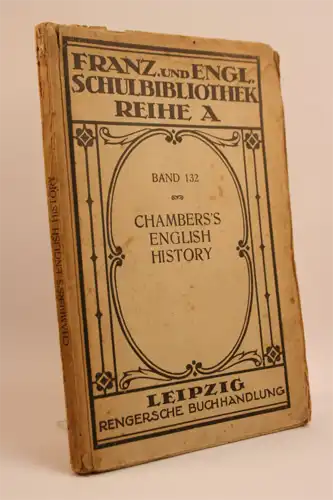 FRANZ. UND ENGL.
SCHULBIBLIOTHEK
REIHE A
BAND 132
CHAMBERS'S
ENGLISH
HISTORY
LEIPZIG
RENGERSCHE BUCHHANDLUNG
CHAMBERS'S ENGLISH HISTORY